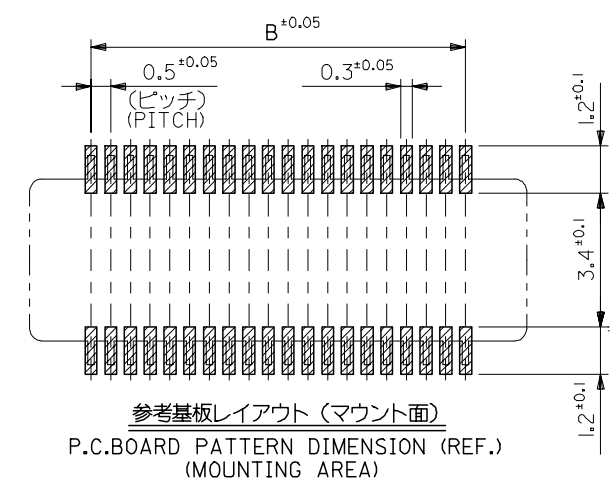 B±0.05
0.5±0.05
0.3±0.05
(ピッチ)
(PITCH)
1.2±0.1
3.4±0.1
1.2±0.1
参考基板レイアウト (マウント面)
P.C.BOARD PATTERN DIMENSION (REF.)
(MOUNTING AREA)